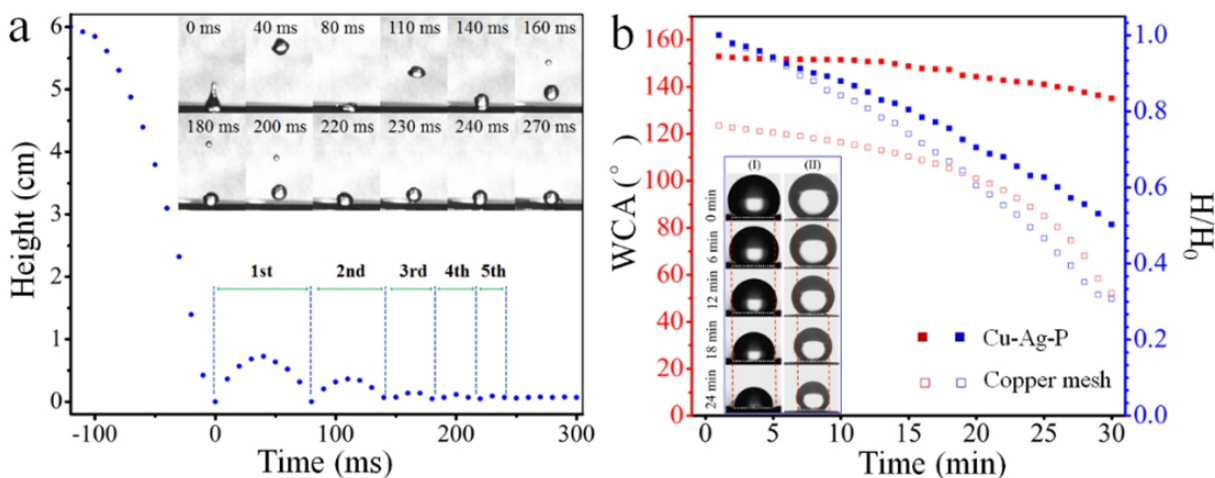 a
0 ms 40 ms 80 ms 110 ms 140 ms 160 ms
180 ms 200 ms 220 ms 230 ms 240 ms 270 ms
1st 2nd 3rd 4th 5th
Height (cm)
6
5
4
3
2
1
0
-100 0 100 200 300
Time (ms)
b
WCA(°)
160
140
120
100
80
60
40
20
0
(I) (II)
0 min
6 min
12 min
18 min
24 min
Cu-Ag-P
Copper mesh
0 5 10 15 20 25 30
Time (min)
1.0
0.8
0.6
0.4
0.2
0.0
H/H0